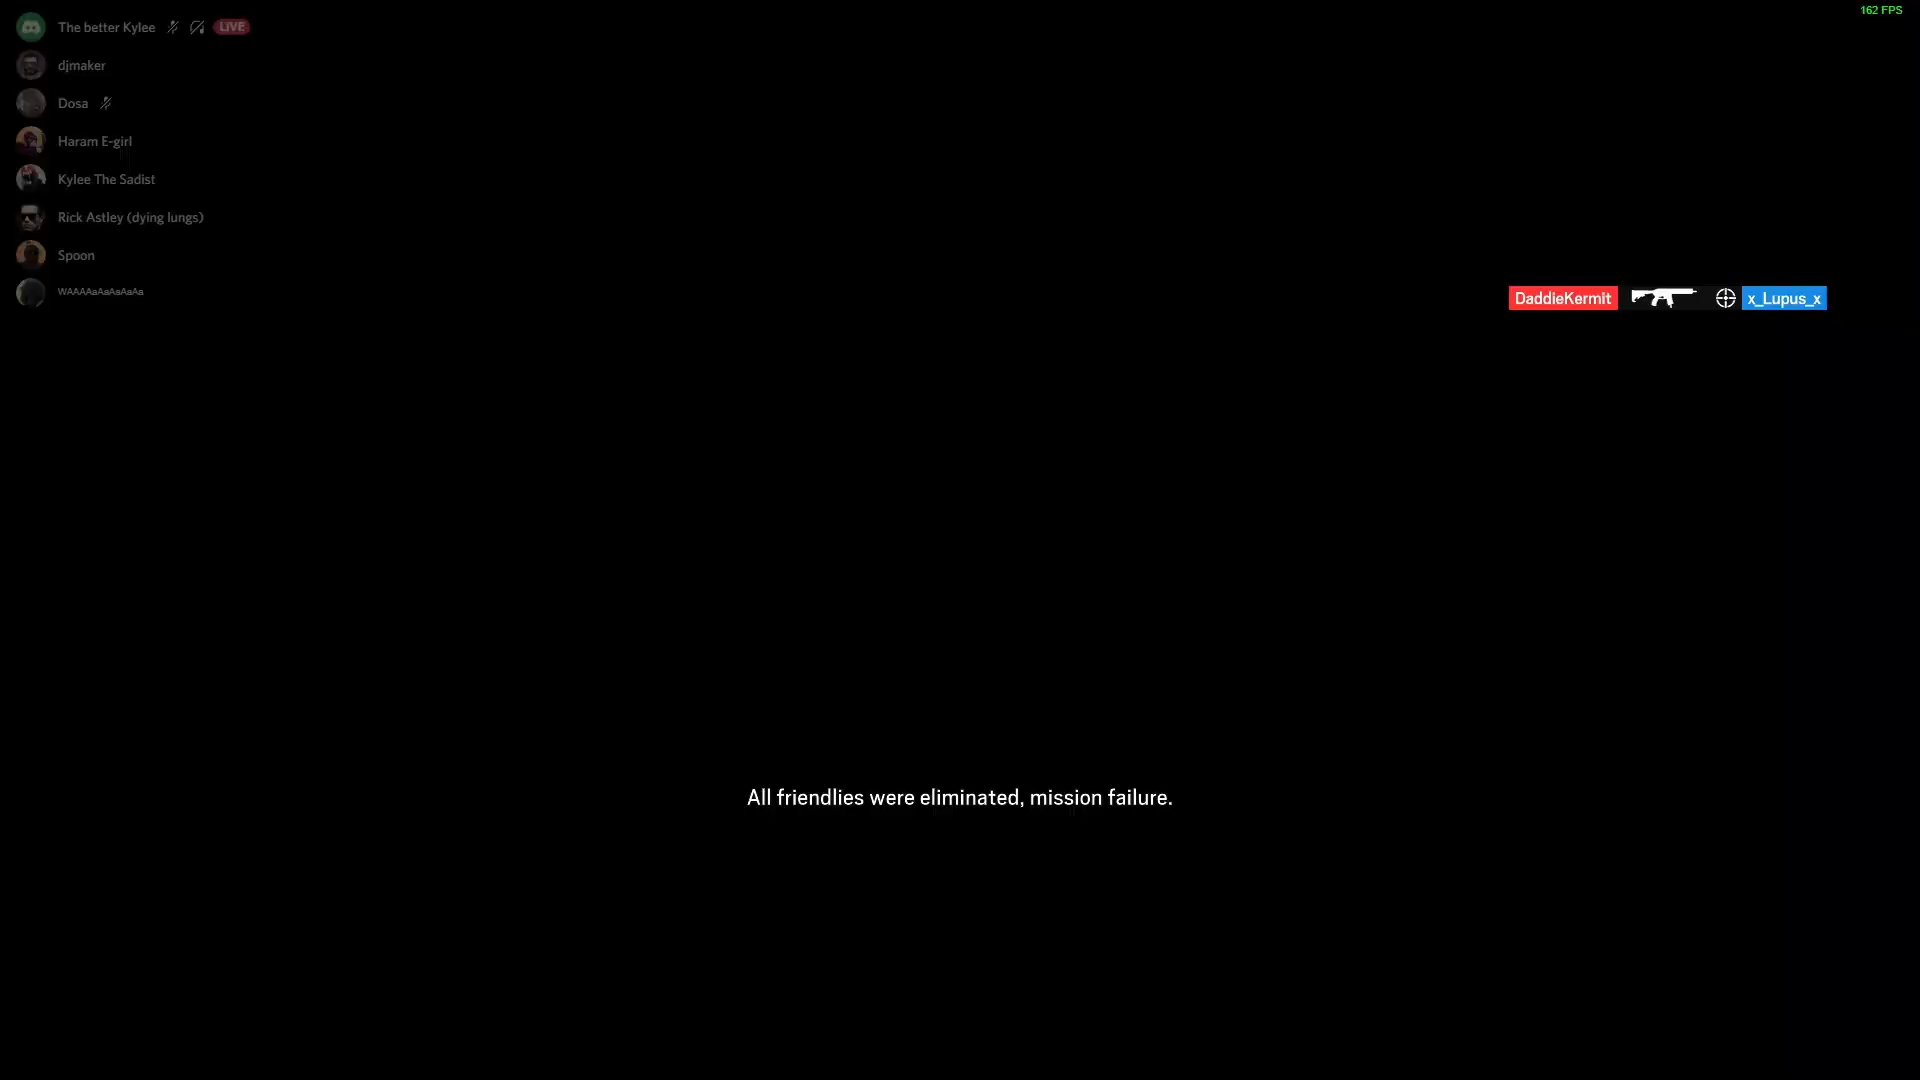 162 FPS
The better Kylee LIVE
djmaker
Dosa
Haram E-girl
Kylee The Sadist
Rick Astley (dying lungs)
Spoon
WAAAAaAaAaAaAa
DaddieKermit x_Lupus_x
All friendlies were eliminated, mission failure.